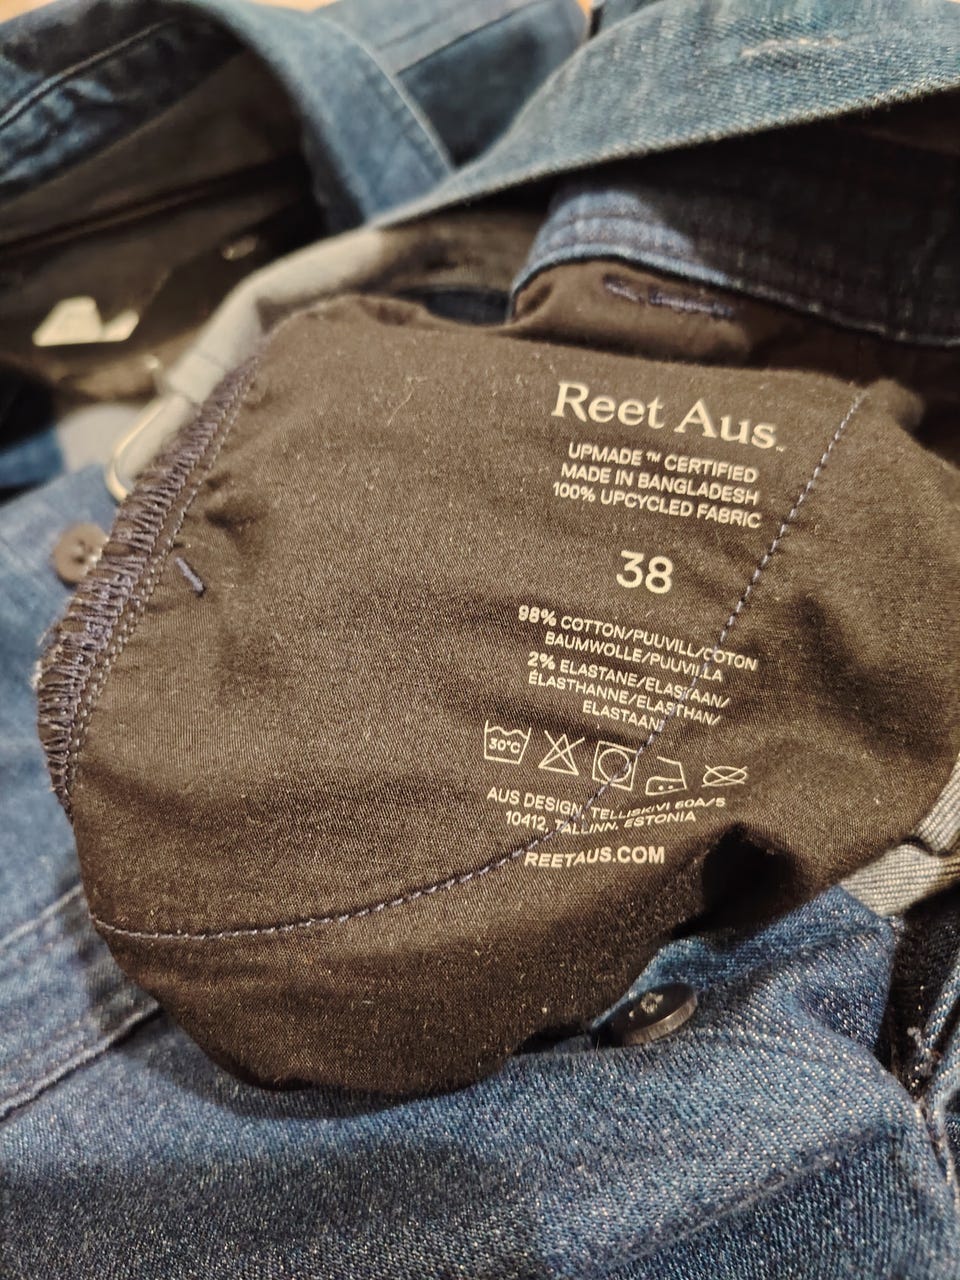 Reet Aus™
UPMADE™ CERTIFIED
MADE IN BANGLADESH
100% UPCYCLED FABRIC
38
98% COTTON/PUUVILL/COTON
BAUMWOLLE/PUUVILLA
2% ELASTANE/ELASTAAN/
ÉLASTHANNE/ELASTHAN/
ELASTAANI
30°C
AUS DESIGN, TELLISKIVI 60A/5
10412, TALLINN, ESTONIA
REETAUS.COM